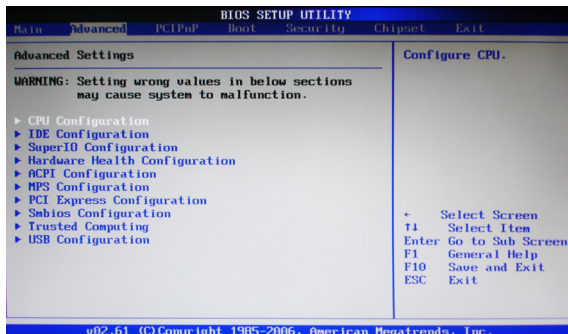 BIOS SETUP UTILITY
Main Advanced PCIPnP Boot Security Chipset Exit
Advanced Settings
WARNING: Setting wrong values in below sections
may cause system to malfunction.
▶ CPU Configuration
▶ IDE Configuration
▶ SuperIO Configuration
▶ Hardware Health Configuration
▶ ACPI Configuration
▶ MPS Configuration
▶ PCI Express Configuration
▶ Smbios Configuration
▶ Trusted Computing
▶ USB Configuration
Configure CPU.
← Select Screen
↑↓ Select Item
Enter Go to Sub Screen
F1 General Help
F10 Save and Exit
ESC Exit
v02.61 (C)Copyright 1985-2006, American Megatrends, Inc.